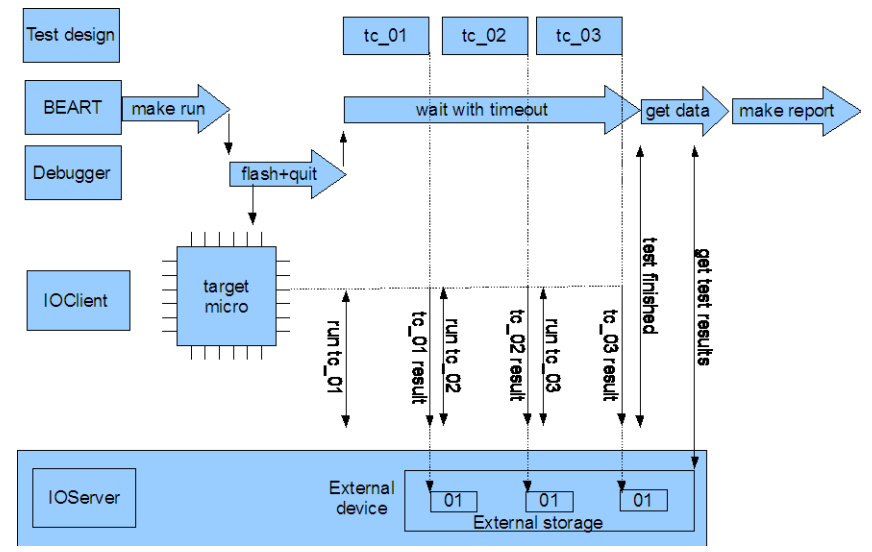 Test design
tc_01
tc_02
tc_03
BEART
make run
wait with timeout
get data
make report
Debugger
flash+quit
IOClient
target
micro
run tc_01
tc_01 result
run tc_02
tc_02 result
run tc_03
tc_03 result
test finished
get test results
IOServer
External
device
01
01
01
External storage